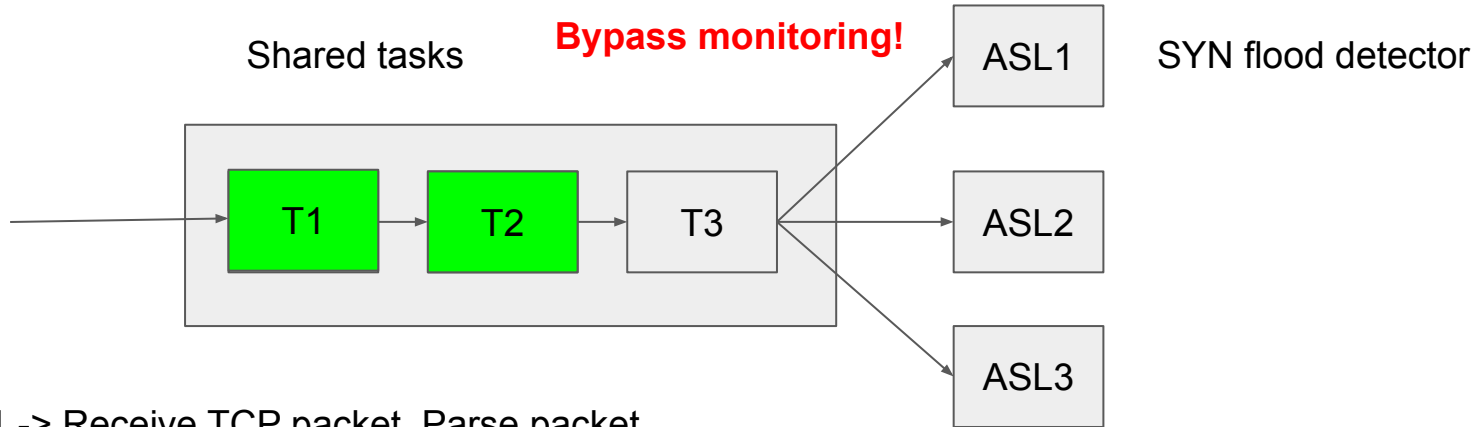 Shared tasks
Bypass monitoring!
ASL1
SYN flood detector
T1
T2
T3
ASL2
ASL3
-> Receive TCP packet, Parse packet